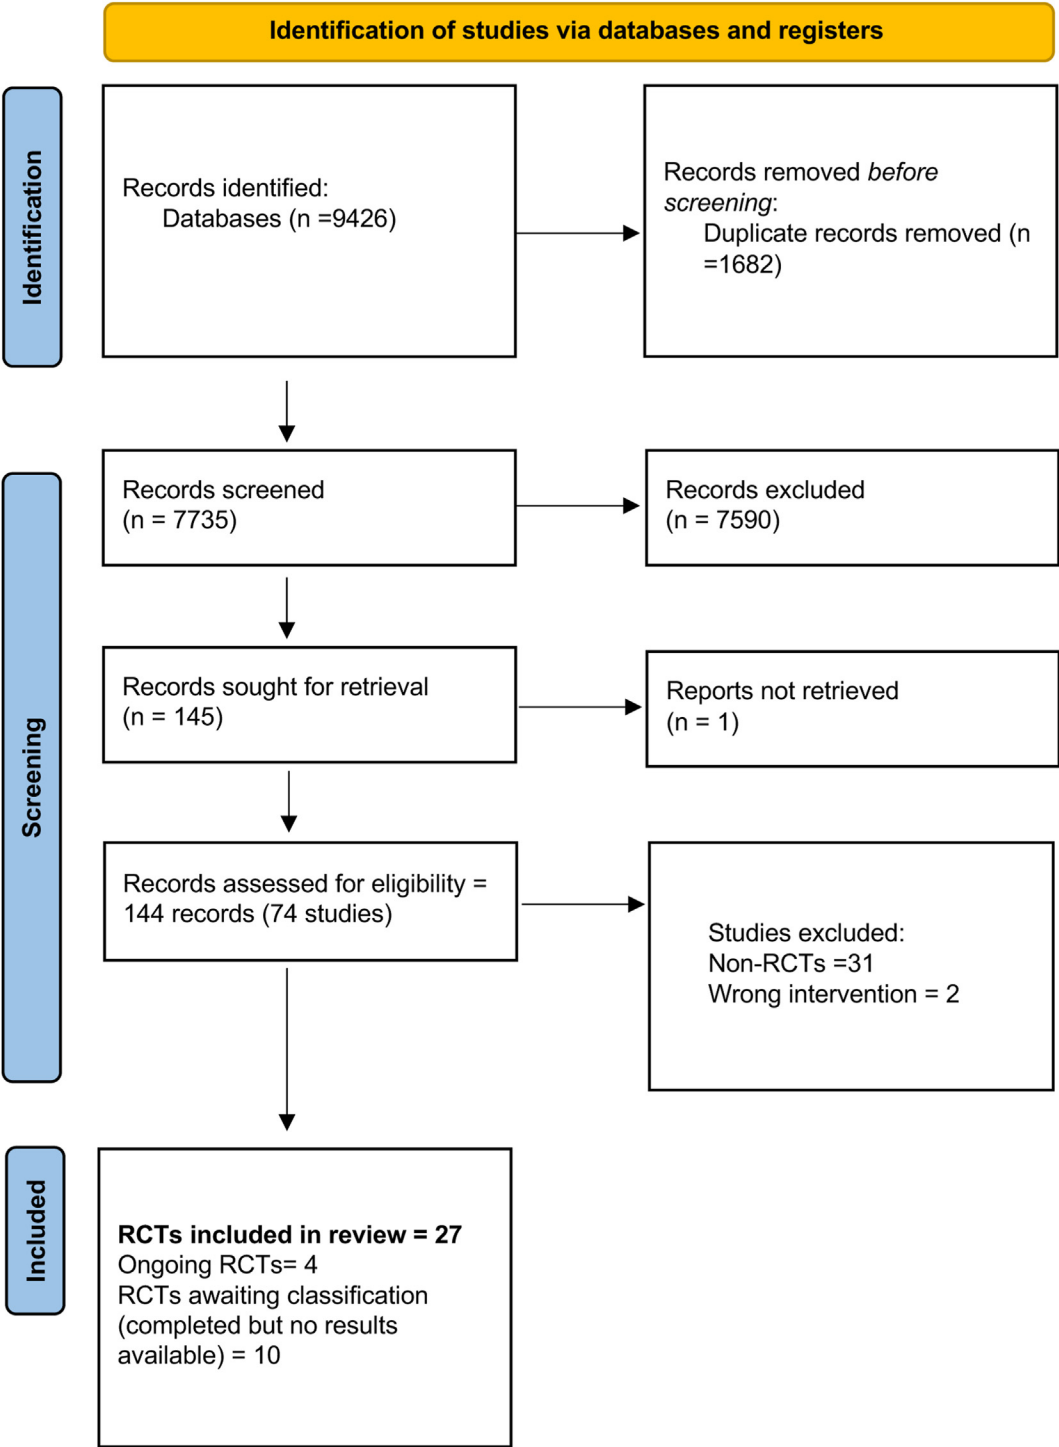 Identification of studies via databases and registers
Identification
Records identified:
Databases (n =9426)
Records removed before
screening:
Duplicate records removed (n
=1682)
Screening
Records screened
(n = 7735)
Records excluded
(n = 7590)
Records sought for retrieval
(n = 145)
Reports not retrieved
(n = 1)
Records assessed for eligibility =
144 records (74 studies)
Studies excluded:
Non-RCTs =31
Wrong intervention = 2
Included
RCTs included in review = 27
Ongoing RCTs= 4
RCTs awaiting classification
(completed but no results
available) = 10